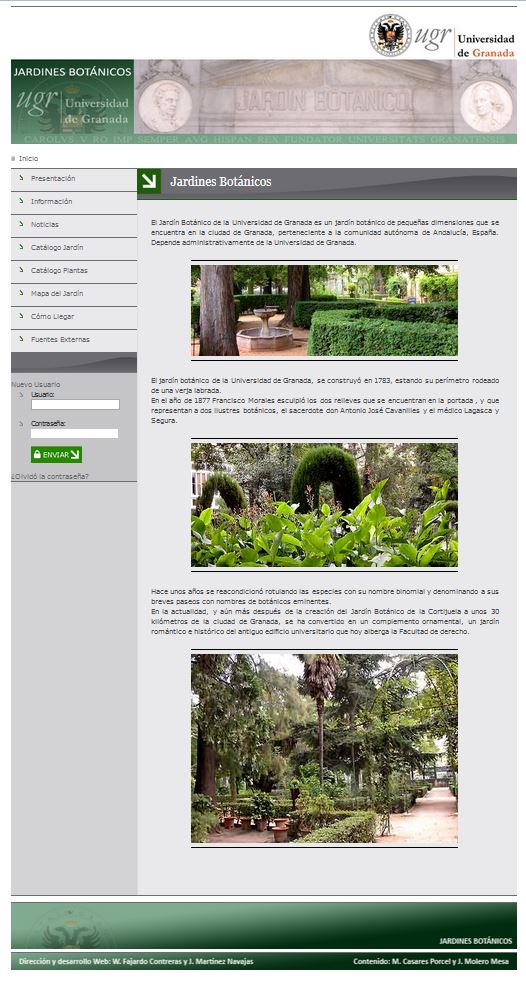 ugr Universidad
de Granada
JARDINES BOTÁNICOS
ugr Universidad
de Granada
JARDIN BOTANICO
CAROLVS V RO IMP SEMPER AVG HISPAN REX FUNDATOR UNIVERSITATIS GRANATENSIS
Inicio
Presentación
Información
Noticias
Catálogo Jardín
Catálogo Plantas
Mapa del Jardín
Cómo Llegar
Fuentes Externas
Nuevo Usuario
Usuario:
Contraseña:
ENVIAR
¿Olvidó la contraseña?
Jardines Botánicos
El Jardín Botánico de la Universidad de Granada es un jardín botánico de pequeñas dimensiones que se
encuentra en la ciudad de Granada, perteneciente a la comunidad autónoma de Andalucía, España.
Depende administrativamente de la Universidad de Granada.
El jardín botánico de la Universidad de Granada, se construyó en 1783, estando su perímetro rodeado
de una verja labrada.
En el año de 1877 Francisco Morales esculpió los dos relieves que se encuentran en la portada , y que
representan a dos ilustres botánicos, el sacerdote don Antonio José Cavanilles y el médico Lagasca y
Segura.
Hace unos años se reacondicionó rotulando las especies con su nombre binomial y denominando a sus
breves paseos con nombres de botánicos eminentes.
En la actualidad, y aún más después de la creación del Jardín Botánico de la Cortijuela a unos 30
kilómetros de la ciudad de Granada, se ha convertido en un complemento ornamental, un jardín
romántico e histórico del antiguo edificio universitario que hoy alberga la Facultad de derecho.
JARDINES BOTÁNICOS
Dirección y desarrollo Web: W. Fajardo Contreras y J. Martínez Navajas
Contenido: M. Casares Porcel y J. Molero Mesa